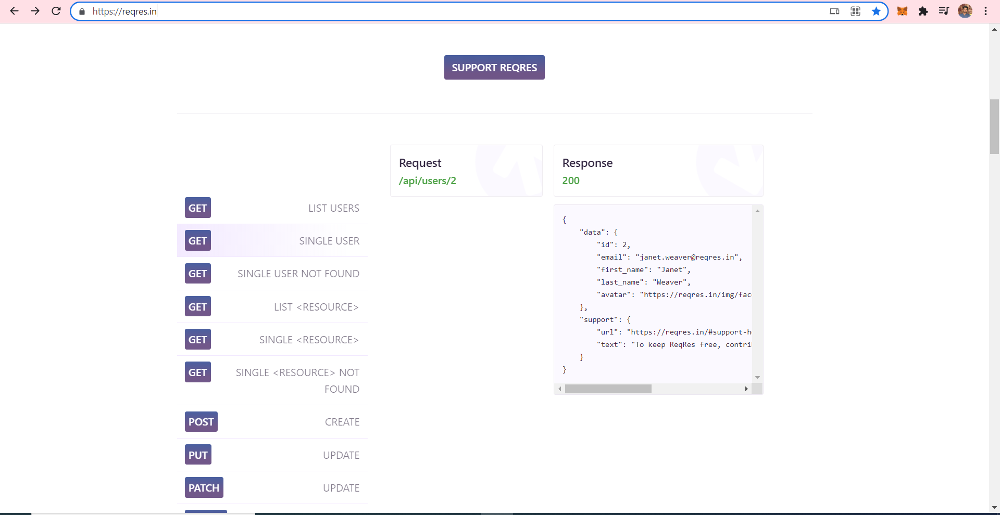 https://reqres.in
SUPPORT REQRES
Request
/api/users/2
Response
200
GET LIST USERS
GET SINGLE USER
GET SINGLE USER NOT FOUND
GET LIST <RESOURCE>
GET SINGLE <RESOURCE>
GET SINGLE <RESOURCE> NOT
FOUND
POST CREATE
PUT UPDATE
PATCH UPDATE
{
"data": {
"id": 2,
"email": "janet.weaver@reqres.in",
"first_name": "Janet",
"last_name": "Weaver",
"avatar": "https://reqres.in/img/fac
},
"support": {
"url": "https://reqres.in/#support-h
"text": "To keep ReqRes free, contri
}
}